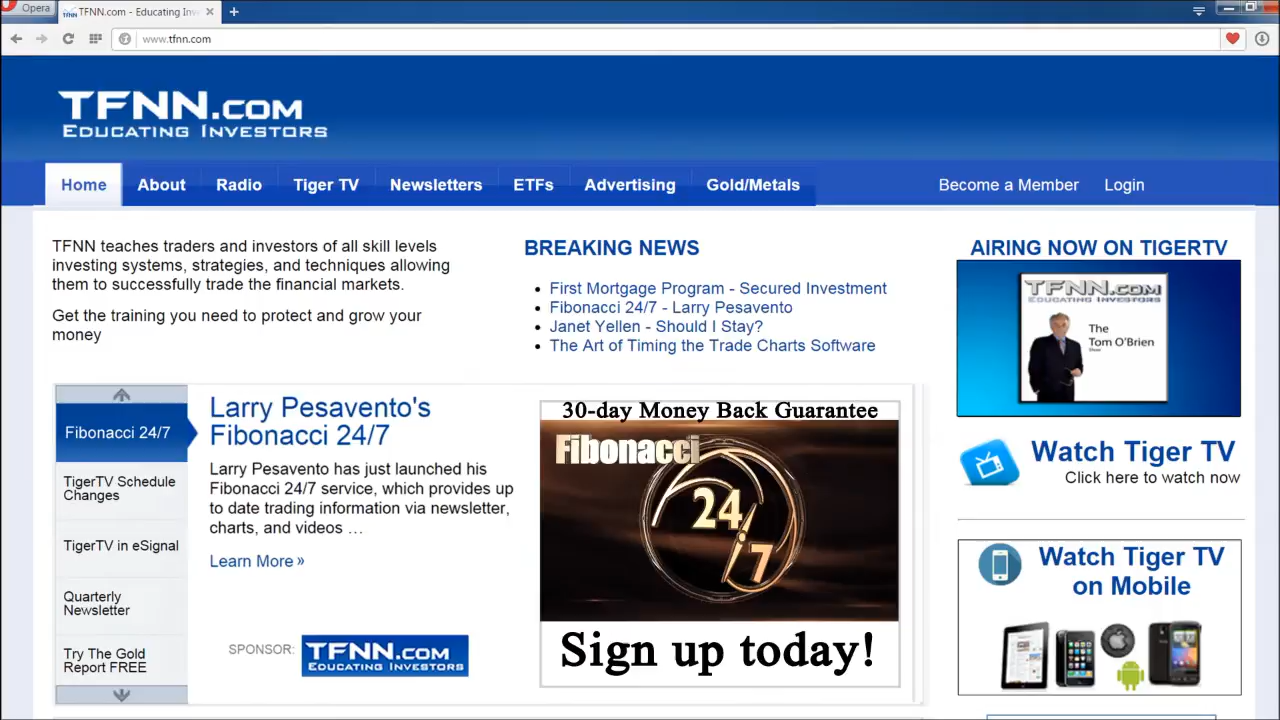 Opera
TFNN.com - Educating Inv
www.tfnn.com
TFNN.COM
EDUCATING INVESTORS
Home
About
Radio
Tiger TV
Newsletters
ETFs
Advertising
Gold/Metals
Become a Member
Login
TFNN teaches traders and investors of all skill levels
investing systems, strategies, and techniques allowing
them to successfully trade the financial markets.
Get the training you need to protect and grow your
money
BREAKING NEWS
First Mortgage Program - Secured Investment
Fibonacci 24/7 - Larry Pesavento
Janet Yellen - Should I Stay?
The Art of Timing the Trade Charts Software
AIRING NOW ON TIGERTV
TFNN.COM
EDUCATING INVESTORS
The
Tom O'Brien
Show
Watch Tiger TV
Click here to watch now
Watch Tiger TV
on Mobile
Fibonacci 24/7
TigerTV Schedule
Changes
TigerTV in eSignal
Quarterly
Newsletter
Try The Gold
Report FREE
Larry Pesavento's
Fibonacci 24/7
Larry Pesavento has just launched his
Fibonacci 24/7 service, which provides up
to date trading information via newsletter,
charts, and videos …
Learn More »
SPONSOR:
TFNN.COM
EDUCATING INVESTORS
30-day Money Back Guarantee
Fibonacci
24/7
Sign up today!